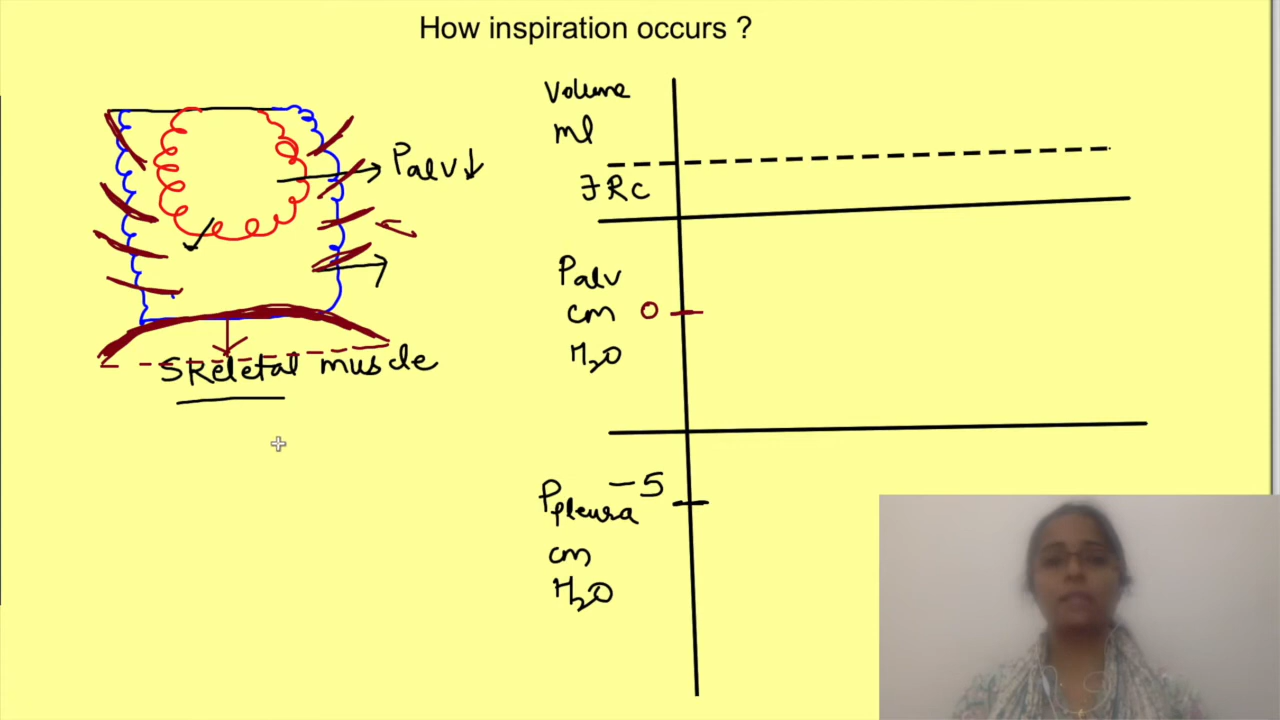 How inspiration occurs ?
Palv↓
Skeletal muscle
Volume
ml
FRC
Palv
cm 0
H₂O
-5
Ppleura
cm
H₂O